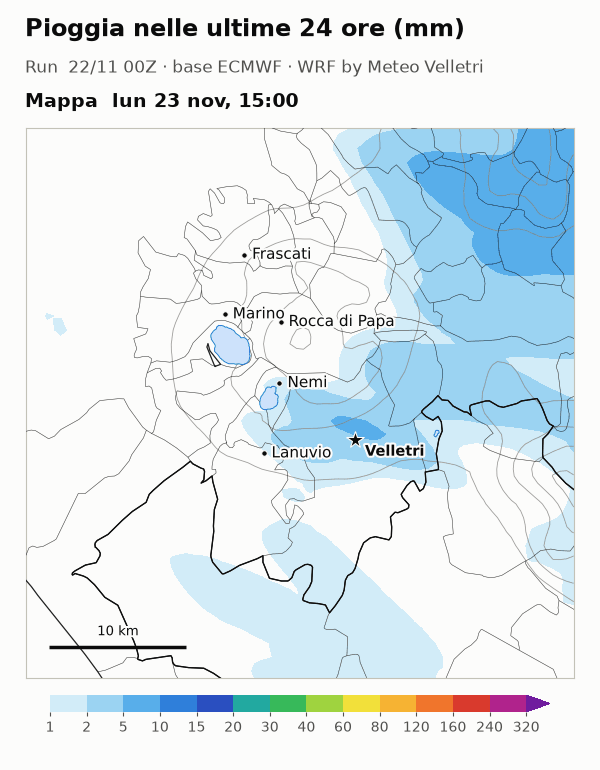 Pioggia nelle ultime 24 ore (mm)
Run  22/11 00Z · base ECMWF · WRF by Meteo Velletri
Mappa  lun 23 nov, 15:00
Frascati
Marino
Rocca di Papa
Nemi
Velletri
Lanuvio
10 km
1 2 5 10 15 20 30 40 60 80 120 160 240 320